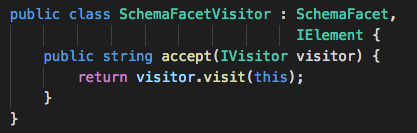 public class SchemaFacetVisitor : SchemaFacet,
IElement {
public string accept(IVisitor visitor) {
return visitor.visit(this);
}
}